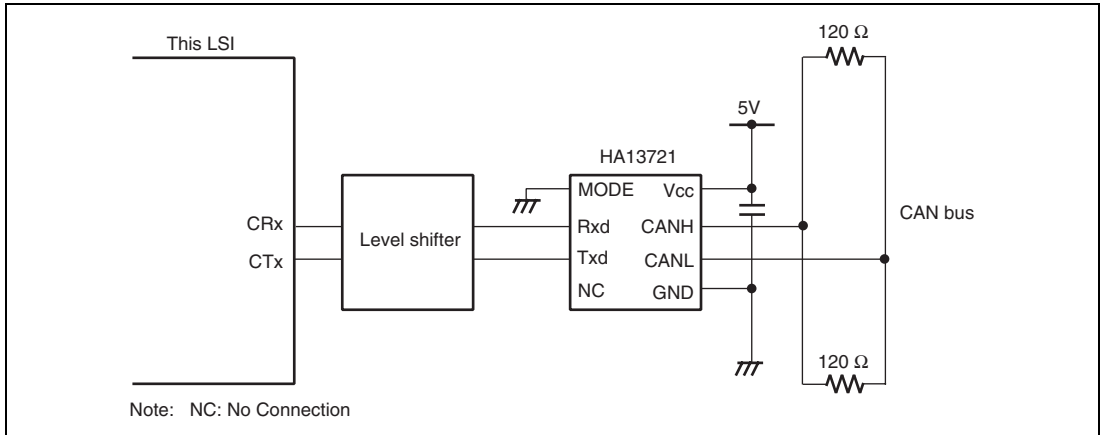 This LSI
120 Ω
5V
HA13721
MODE Vcc
CRx
Level shifter
Rxd CANH
CAN bus
CTx
Txd CANL
NC GND
120 Ω
Note: NC: No Connection